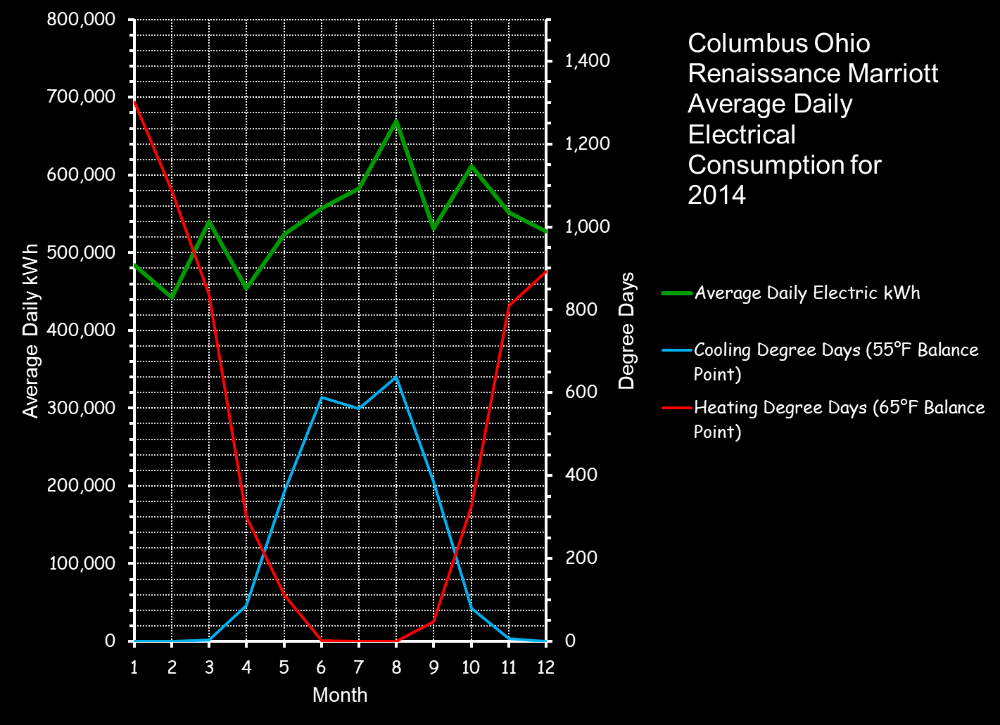 Columbus Ohio
Renaissance Marriott
Average Daily
Electrical
Consumption for
2014
800,000
700,000
600,000
500,000
400,000
300,000
200,000
100,000
0
Average Daily kWh
1 2 3 4 5 6 7 8 9 10 11 12
Month
1,400
1,200
1,000
800
600
400
200
0
Degree Days
Average Daily Electric kWh
Cooling Degree Days (55°F Balance
Point)
Heating Degree Days (65°F Balance
Point)